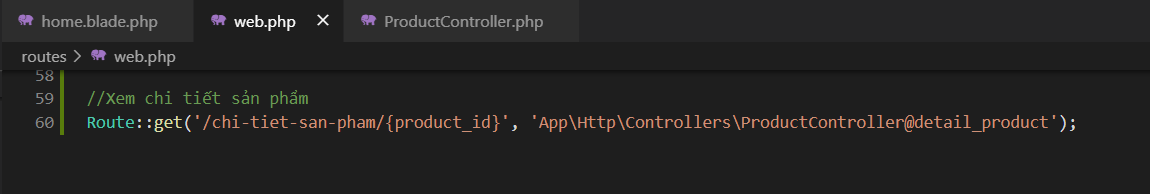 home.blade.php web.php ProductController.php
routes > web.php
58
59 //Xem chi tiết sản phẩm
60 Route::get('/chi-tiet-san-pham/{product_id}', 'App\Http\Controllers\ProductController@detail_product');